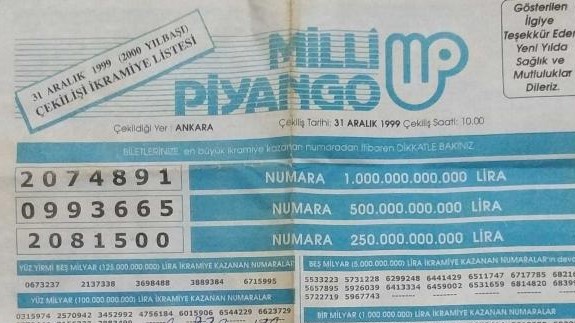 31 ARALIK 1999 (2000 YILBAŞI)
ÇEKİLİŞİ İKRAMİYE LİSTESİ
MİLLİ
PİYANGO
Gösterilen
İlgiye
Teşekkür Eder
Yeni Yılda
Sağlık ve
Mutluluklar
Dileriz.
Çekildiği Yer : ANKARA
Çekiliş Tarihi: 31 ARALIK 1999 Çekiliş Saati: 10.00
BİLETLERİNİZE, en büyük ikramiye kazanan numaradan itibaren DİKKATLE BAKINIZ
2074891 NUMARA 1.000.000.000.000 LİRA
0993665 NUMARA 500.000.000.000 LİRA
2081500 NUMARA 250.000.000.000 LİRA
YÜZ YİRMİ BEŞ MİLYAR (125.000.000.000) LİRA İKRAMİYE KAZANAN NUMARALAR
0673237 2137338 3698488 3889384 6715995
YÜZ MİLYAR (100.000.000.000) LİRA İKRAMİYE KAZANAN NUMARALAR
0315974 2570942 3452992 4756184 6015906 6544229 6623729
BEŞ MİLYAR (5.000.000.000) LİRA İKRAMİYE KAZANAN NUMARALAR'ın deva
5533223 5731228 6299248 6441429 6511747 6717785
5657895 5926039 6413334 6459002 6531659 6814820
5722719 5967743
BİR MİLYAR (1.000.000.000) LİRA İKRAMİYE KAZANAN NUMARALAR